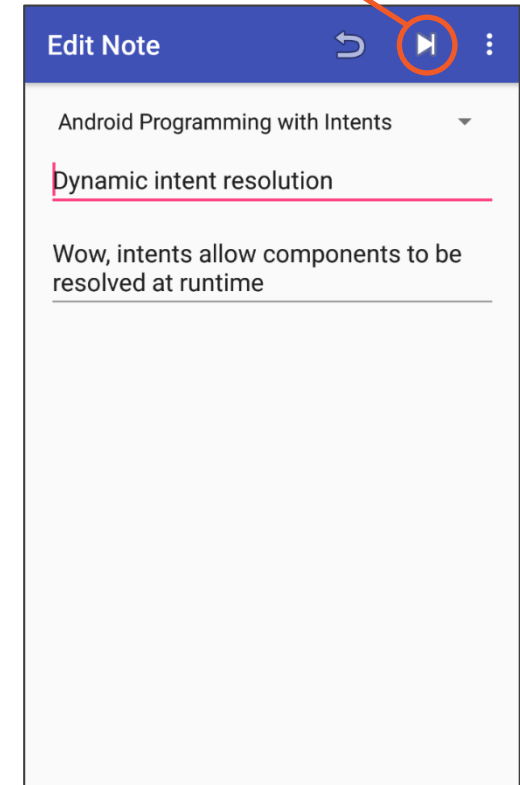 Edit Note
Android Programming with Intents
Dynamic intent resolution
Wow, intents allow components to be
resolved at runtime